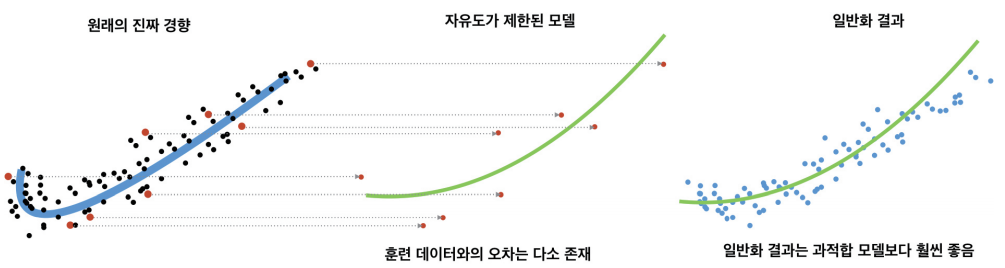 원래의 진짜 경향
자유도가 제한된 모델
일반화 결과
훈련 데이터와의 오차는 다소 존재
일반화 결과는 과적합 모델보다 훨씬 좋음